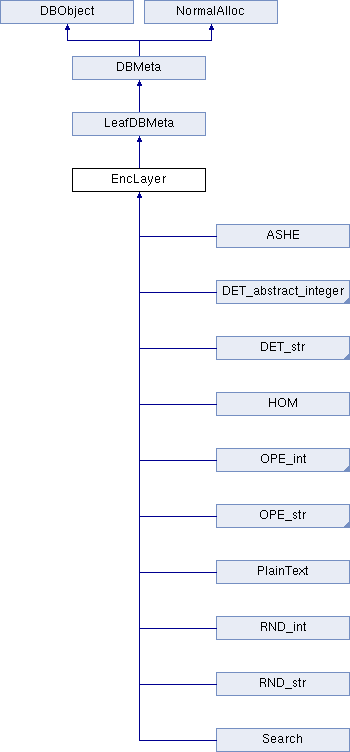 DBObject
NormalAlloc
DBMeta
LeafDBMeta
EncLayer
ASHE
DET_abstract_integer
DET_str
HOM
OPE_int
OPE_str
PlainText
RND_int
RND_str
Search